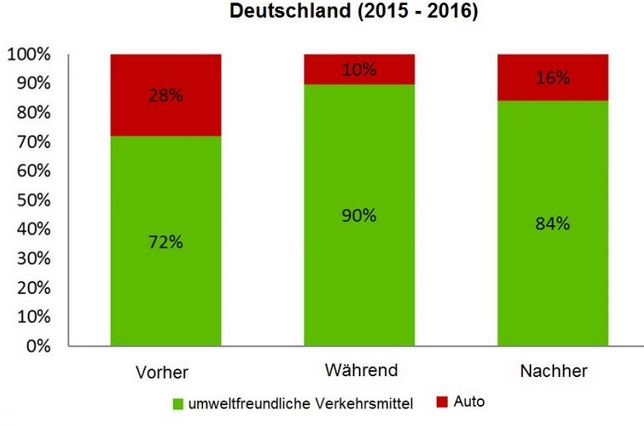 Deutschland (2015 - 2016)
100%
90%
80%
70%
60%
50%
40%
30%
20%
10%
0%
28%
10%
16%
72%
90%
84%
Vorher
Während
Nachher
umweltfreundliche Verkehrsmittel
Auto